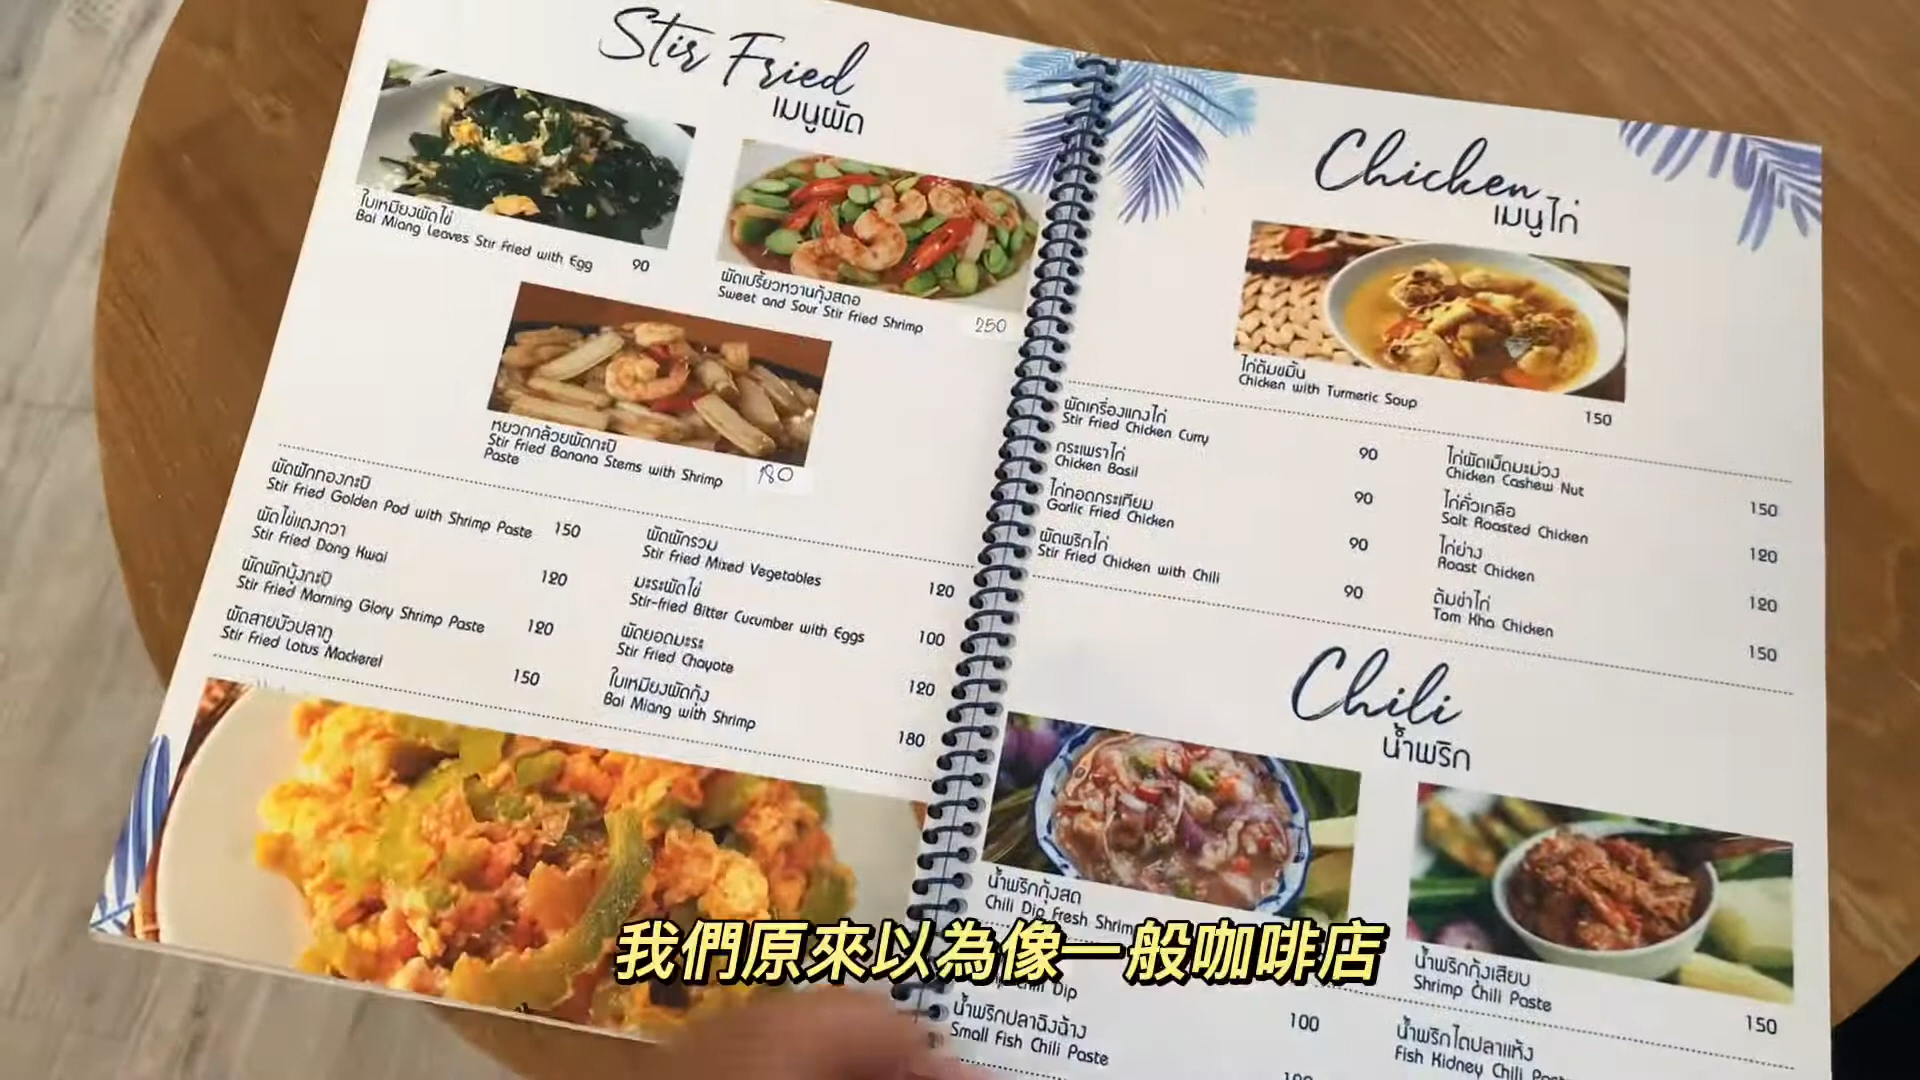 Stir Fried
เมนูผัด
ใบเหมียงผัดไข่
Bai Miang Leaves Stir Fried with Egg 90
ผัดเปรี้ยวหวานกุ้งสตอ
Sweet and Sour Stir Fried Shrimp 250
หยวกกล้วยผัดกะปิ
Stir Fried Banana Stems with Shrimp
Paste 180
ผัดฝักทองกะปิ
Stir Fried Golden Pod with Shrimp Paste 150
ผัดไข่แตงกวา
Stir Fried Dong Kwai 120
ผัดผักบุ้งกะปิ
Stir Fried Morning Glory Shrimp Paste 120
ผัดสายบัวปลาทู
Stir Fried Lotus Mackerel 150
ผัดผักรวม
Stir Fried Mixed Vegetables 120
มะระผัดไข่
Stir-fried Bitter Cucumber with Eggs 100
ผัดยอดมะระ
Stir Fried Chayote 120
ใบเหมียงผัดกุ้ง
Bai Miang with Shrimp 180
Chicken
เมนูไก่
ไก่ต้มขมิ้น
Chicken with Turmeric Soup 150
ผัดเครื่องแกงไก่
Stir Fried Chicken Curry 90
กระเพราไก่
Chicken Basil 90
ไก่ทอดกระเทียม
Garlic Fried Chicken 90
ผัดพริกไก่
Stir Fried Chicken with Chili 90
ไก่ผัดเม็ดมะม่วง
Chicken Cashew Nut 150
ไก่คั่วเกลือ
Salt Roasted Chicken 120
ไก่ย่าง
Roast Chicken 120
ต้มข่าไก่
Tom Kha Chicken 150
Chili
น้ำพริก
น้ำพริกกุ้งสด
Chili Dip Fresh Shrim
Dip
น้ำพริกปลาฉิงฉ้าง
Small Fish Chili Paste 100
น้ำพริกกุ้งเสียบ
Shrimp Chili Paste 150
น้ำพริกไตปลาแห้ง
Fish Kidney Chili
我們原來以為像一般咖啡店